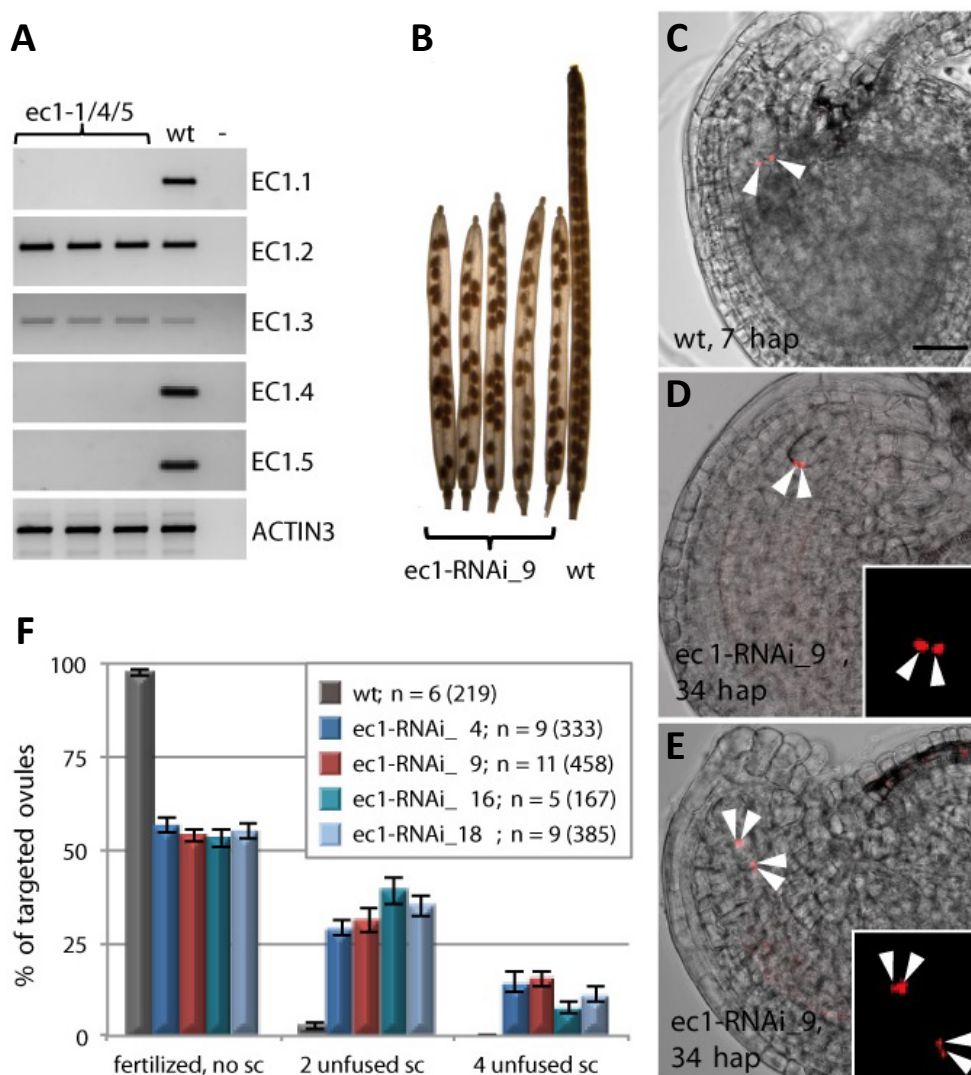 A
ec1-1/4/5
wt
-
EC1.1
EC1.2
EC1.3
EC1.4
EC1.5
ACTIN3
B
ec1-RNAi_9
wt
C
wt, 7 hap
D
ec1-RNAi_9 ,
34 hap
E
ec1-RNAi_9,
34 hap
F
% of targeted ovules
100
75
50
25
0
wt; n = 6 (219)
ec1-RNAi_ 4; n = 9 (333)
ec1-RNAi_ 9; n = 11 (458)
ec1-RNAi_ 16; n = 5 (167)
ec1-RNAi_18 ; n = 9 (385)
fertilized, no sc
2 unfused sc
4 unfused sc